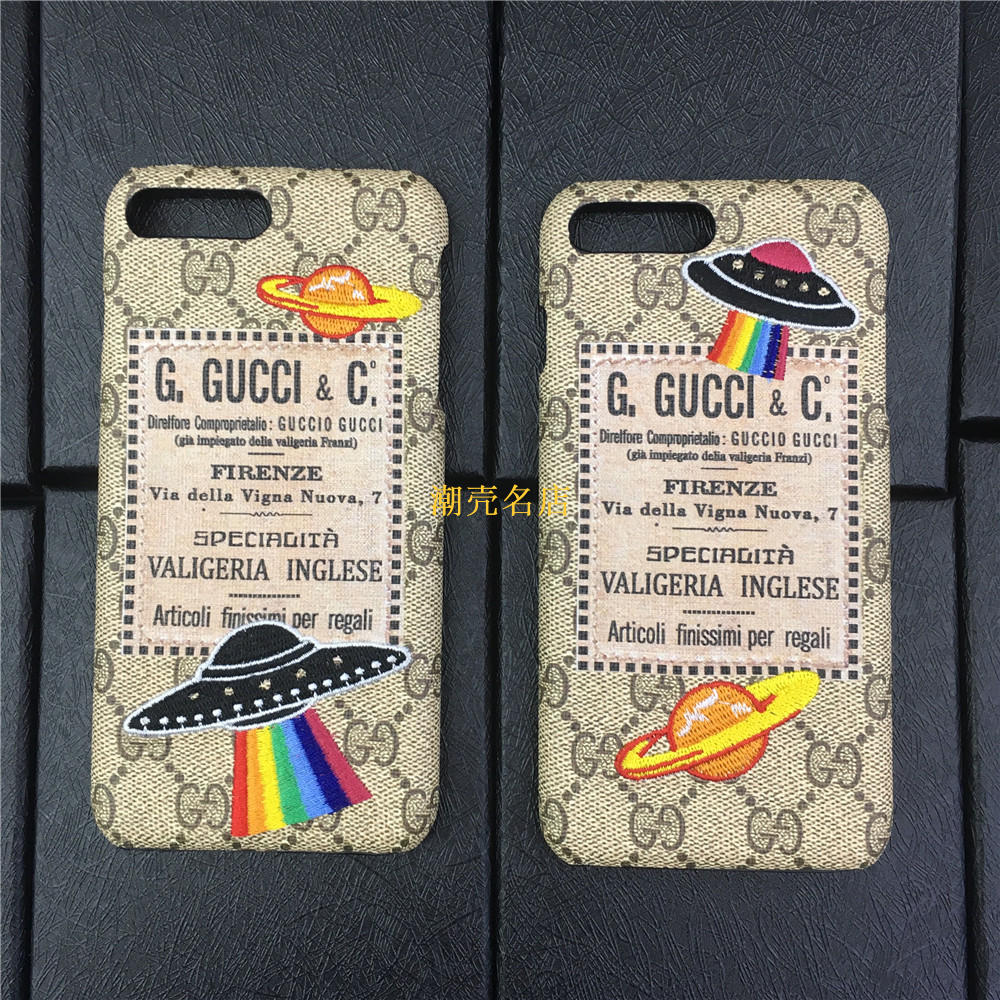 G. GUCCI & Cº.
Direlfore Comproprietalio: GUCCIO GUCCI
(già impiegato della valigeria Franzi)
FIRENZE
Via della Vigna Nuova, 7
SPECIALITÀ
VALIGERIA INGLESE
Articoli finissimi per regali
G. GUCCI & Cº.
Direlfore Comproprietalio: GUCCIO GUCCI
(già impiegato della valigeria Franzi)
FIRENZE
Via della Vigna Nuova, 7
SPECIALITÀ
VALIGERIA INGLESE
Articoli finissimi per regali
潮壳名店